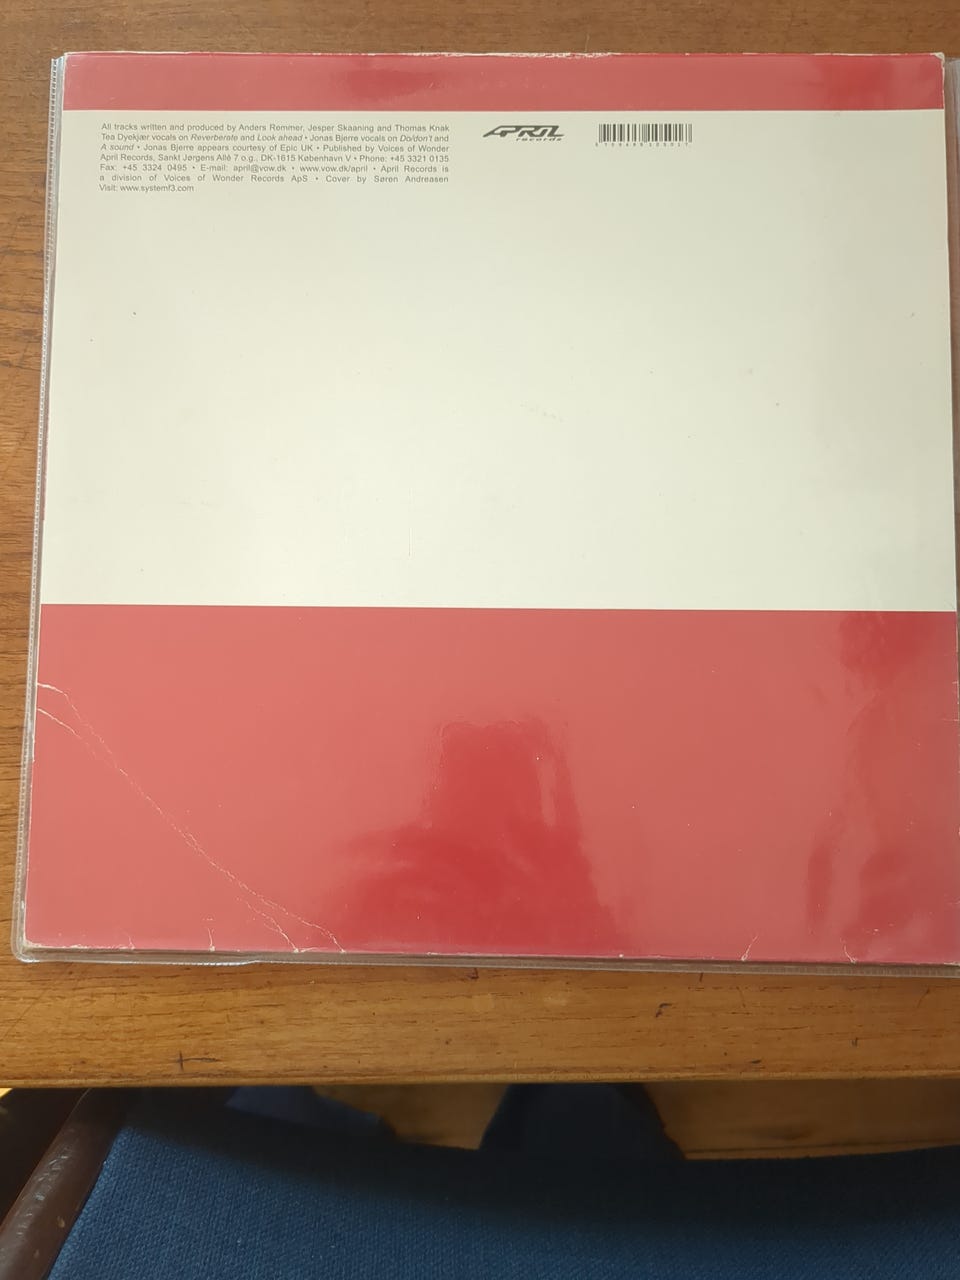 All tracks written and produced by Anders Remmer, Jesper Skaaning and Thomas Knak
Tea Dyekjær vocals on Reverberate and Look ahead • Jonas Bjerre vocals on Do/don't and
A sound • Jonas Bjerre appears courtesy of Epic UK • Published by Voices of Wonder
April Records, Sankt Jørgens Allé 7 o.g., DK-1615 København V • Phone: +45 3321 0135
Fax: +45 3324 0495 • E-mail: april@vow.dk • www.vow.dk/april • April Records is
a division of Voices of Wonder Records ApS • Cover by Søren Andreasen
Visit: www.systemf3.com
APRIL
records